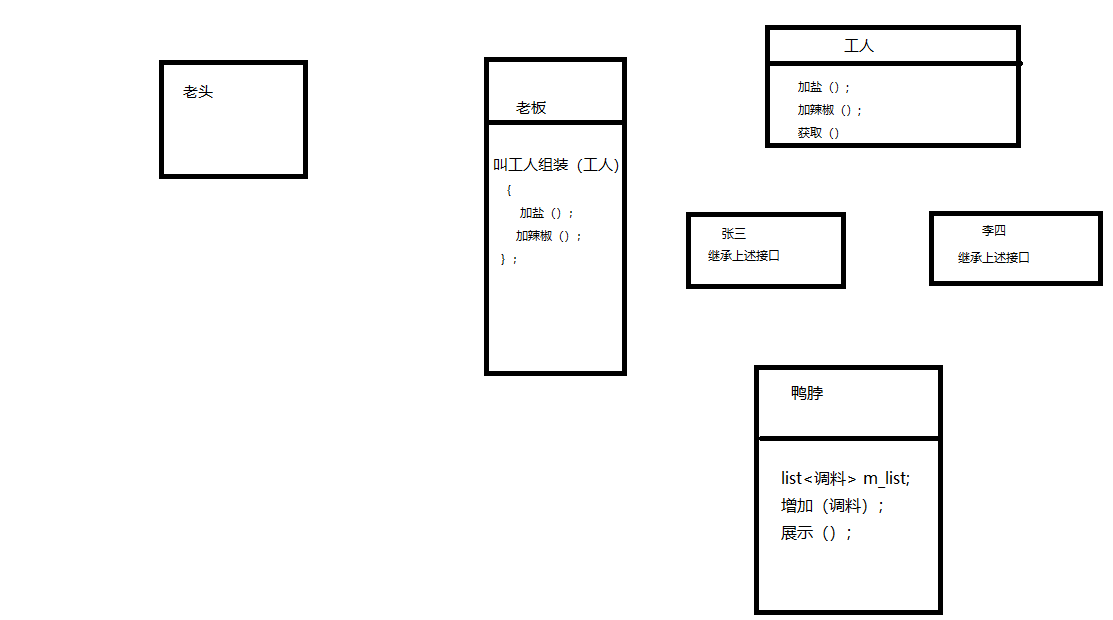 老头
老板
叫工人组装（工人）
{
加盐（）;
加辣椒（）;
} ;
工人
加盐（）;
加辣椒（）;
获取（）
张三
继承上述接口
李四
继承上述接口
鸭脖
list<调料> m_list;
增加（调料）;
展示（）;